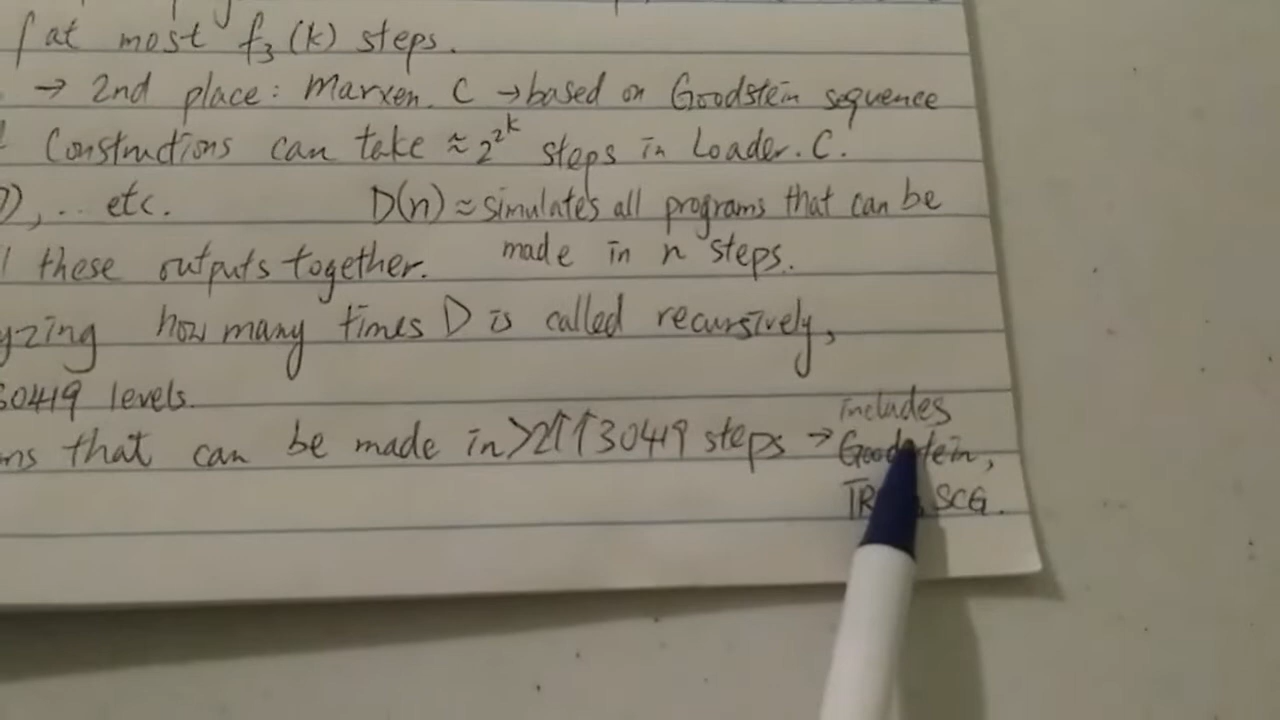 f at most f₃(k) steps.
→ 2nd place: Marxen.C → based on Goodstein sequence
Constructions can take ≈ 2^2^k steps in Loader.C.
), ... etc. D(n) ≈ simulates all programs that can be
made in n steps.
these outputs together.
yzing how many times D is called recursively,
30419 levels.
includes
ms that can be made in >2↑↑30419 steps →
Goodstein,
SCG.